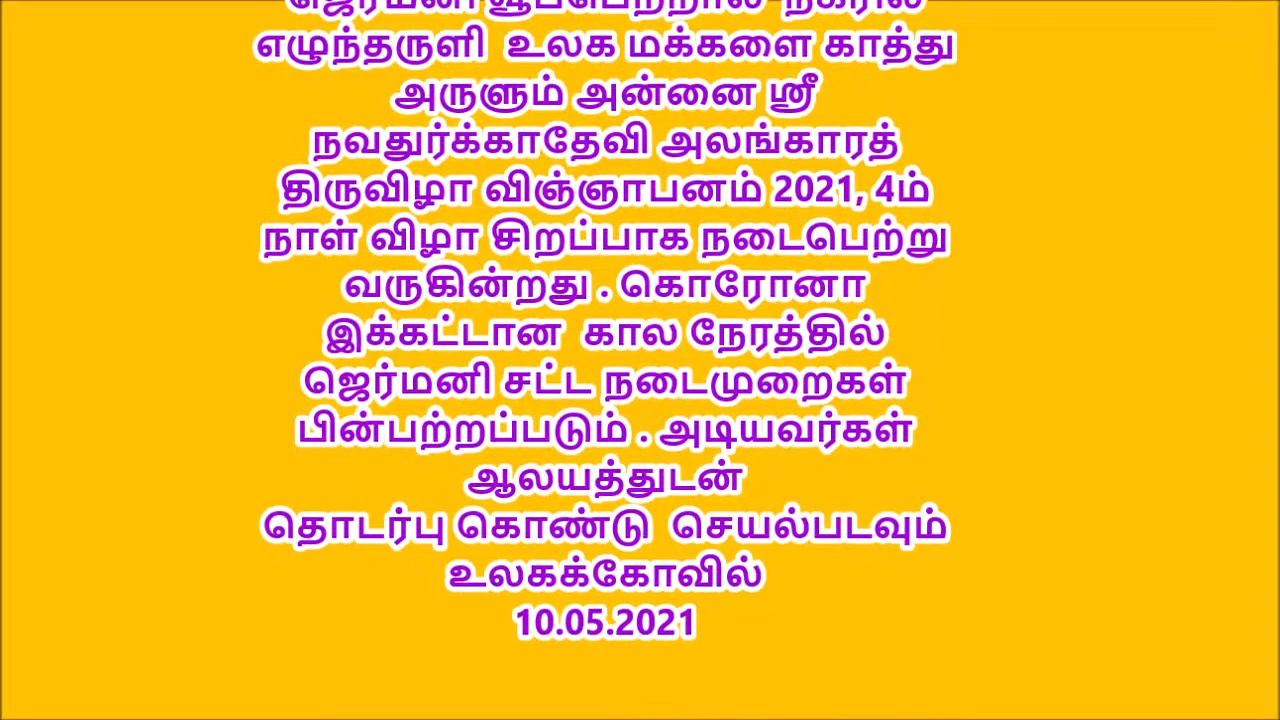 ஜெர்மனி வூப்பெற்றால் நகரில்
எழுந்தருளி உலக மக்களை காத்து
அருளும் அன்னை ஸ்ரீ
நவதுர்க்காதேவி அலங்காரத்
திருவிழா விஞ்ஞாபனம் 2021, 4ம்
நாள் விழா சிறப்பாக நடைபெற்று
வருகின்றது . கொரோனா
இக்கட்டான கால நேரத்தில்
ஜெர்மனி சட்ட நடைமுறைகள்
பின்பற்றப்படும் . அடியவர்கள்
ஆலயத்துடன்
தொடர்பு கொண்டு செயல்படவும்
உலகக்கோவில்
10.05.2021